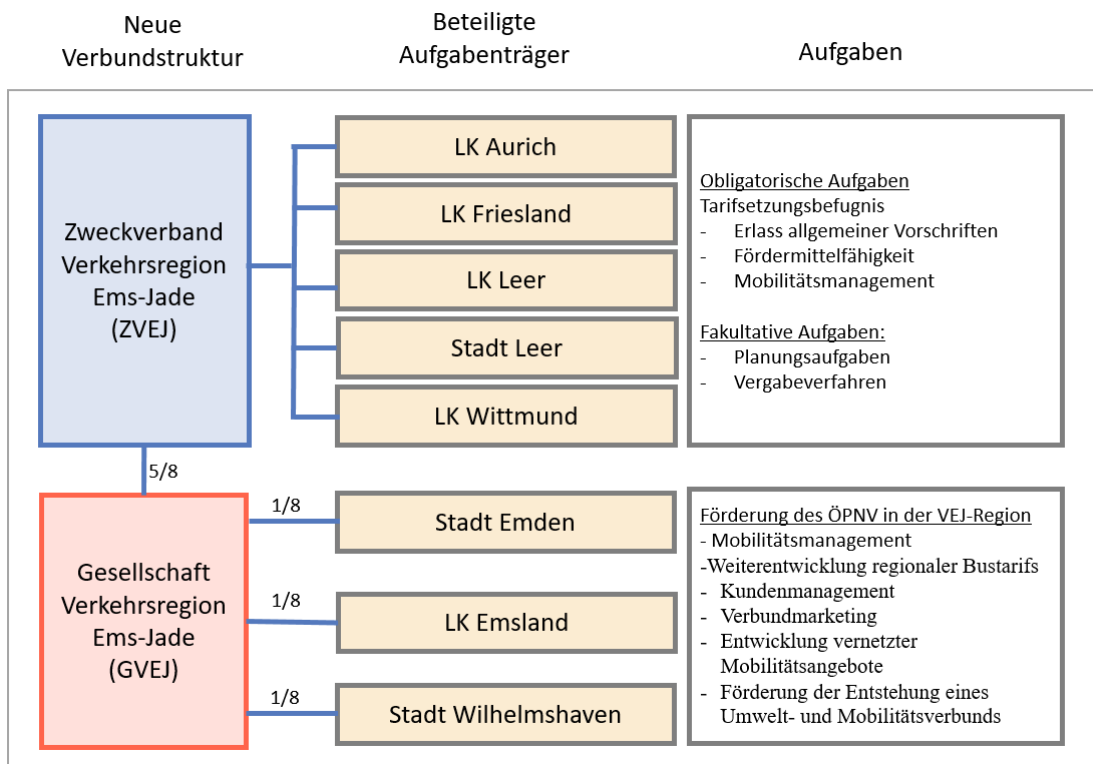 Neue
Verbundstruktur
Beteiligte
Aufgabenträger
Aufgaben
Zweckverband
Verkehrsregion
Ems-Jade
(ZVEJ)
LK Aurich
LK Friesland
LK Leer
Stadt Leer
LK Wittmund
Obligatorische Aufgaben
Tarifsetzungsbefugnis
- Erlass allgemeiner Vorschriften
- Fördermittelfähigkeit
- Mobilitätsmanagement
Fakultative Aufgaben:
- Planungsaufgaben
- Vergabeverfahren
5/8
Gesellschaft
Verkehrsregion
Ems-Jade
(GVEJ)
1/8
Stadt Emden
1/8
LK Emsland
1/8
Stadt Wilhelmshaven
Förderung des ÖPNV in der VEJ-Region
- Mobilitätsmanagement
-Weiterentwicklung regionaler Bustarifs
- Kundenmanagement
- Verbundmarketing
- Entwicklung vernetzter
Mobilitätsangebote
- Förderung der Entstehung eines
Umwelt- und Mobilitätsverbunds